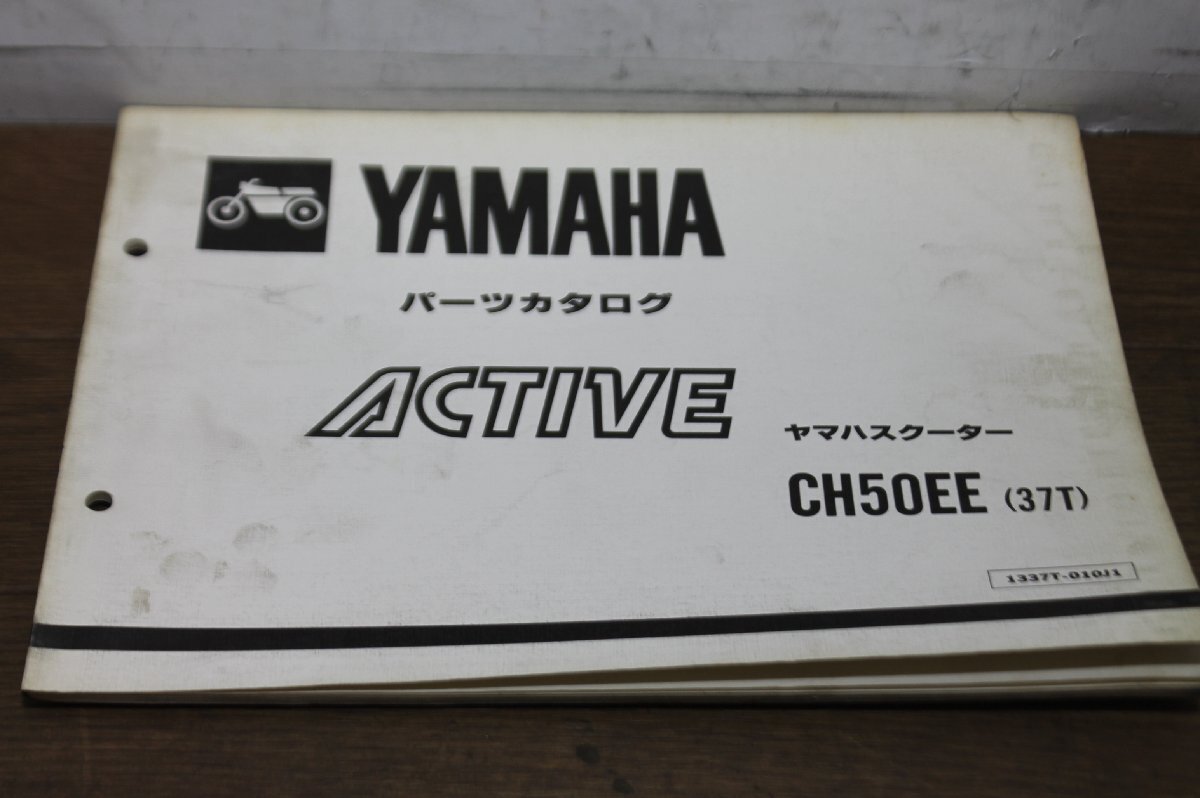 YAMAHA
パーツカタログ
ACTIVE
ヤマハスクーター
CH50EE (37T)
1337T-010J1